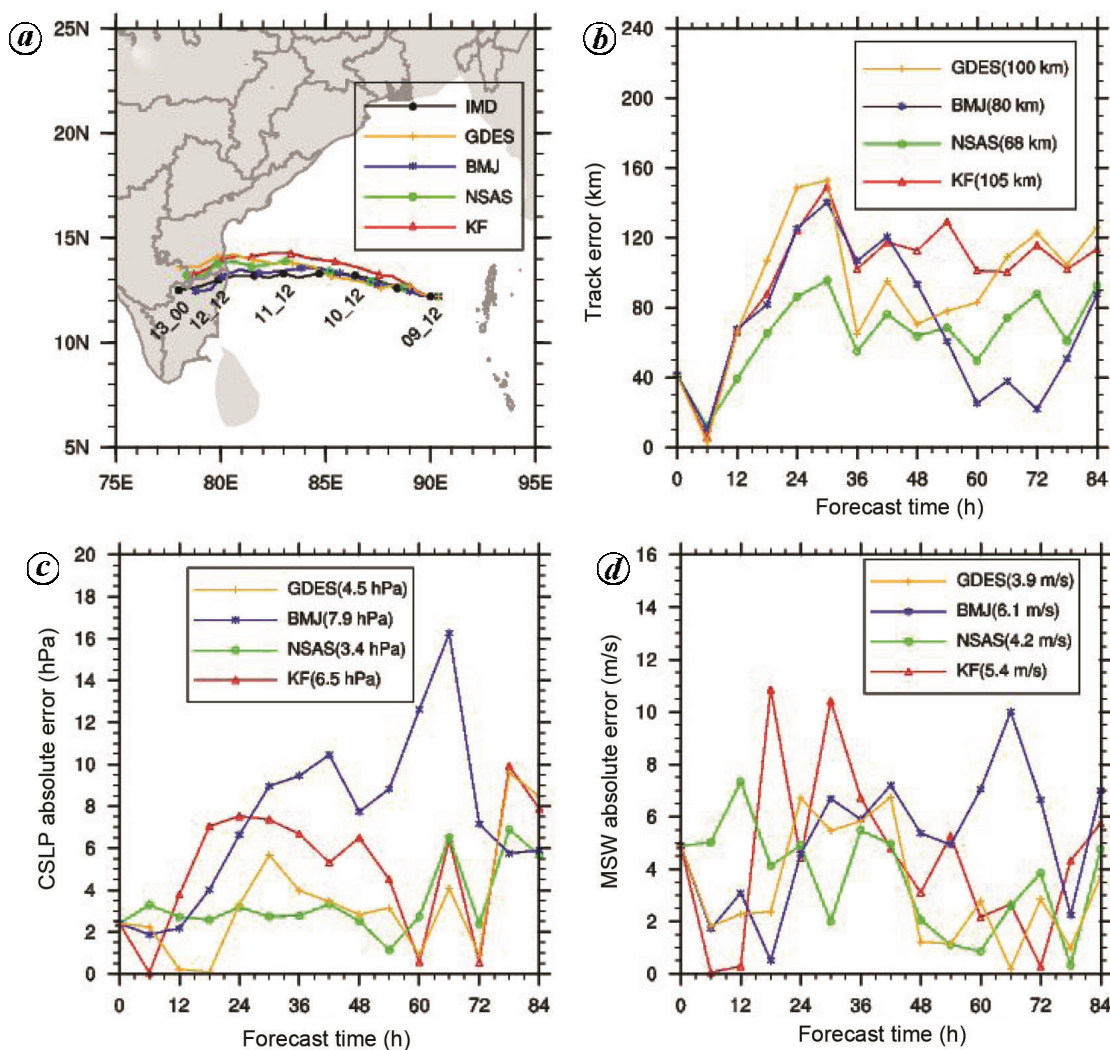 a
25N
20N
15N
10N
5N
75E 80E 85E 90E 95E
IMD
GDES
BMJ
NSAS
KF
13_00
12_12
11_12
10_12
09_12
b
Track error (km)
240
200
160
120
80
40
0
GDES(100 km)
BMJ(80 km)
NSAS(68 km)
KF(105 km)
0 12 24 36 48 60 72 84
Forecast time (h)
c
CSLP absolute error (hPa)
20
18
16
14
12
10
8
6
4
2
0
GDES(4.5 hPa)
BMJ(7.9 hPa)
NSAS(3.4 hPa)
KF(6.5 hPa)
0 12 24 36 48 60 72 84
Forecast time (h)
d
MSW absolute error (m/s)
16
14
12
10
8
6
4
2
0
GDES(3.9 m/s)
BMJ(6.1 m/s)
NSAS(4.2 m/s)
KF(5.4 m/s)
0 12 24 36 48 60 72 84
Forecast time (h)